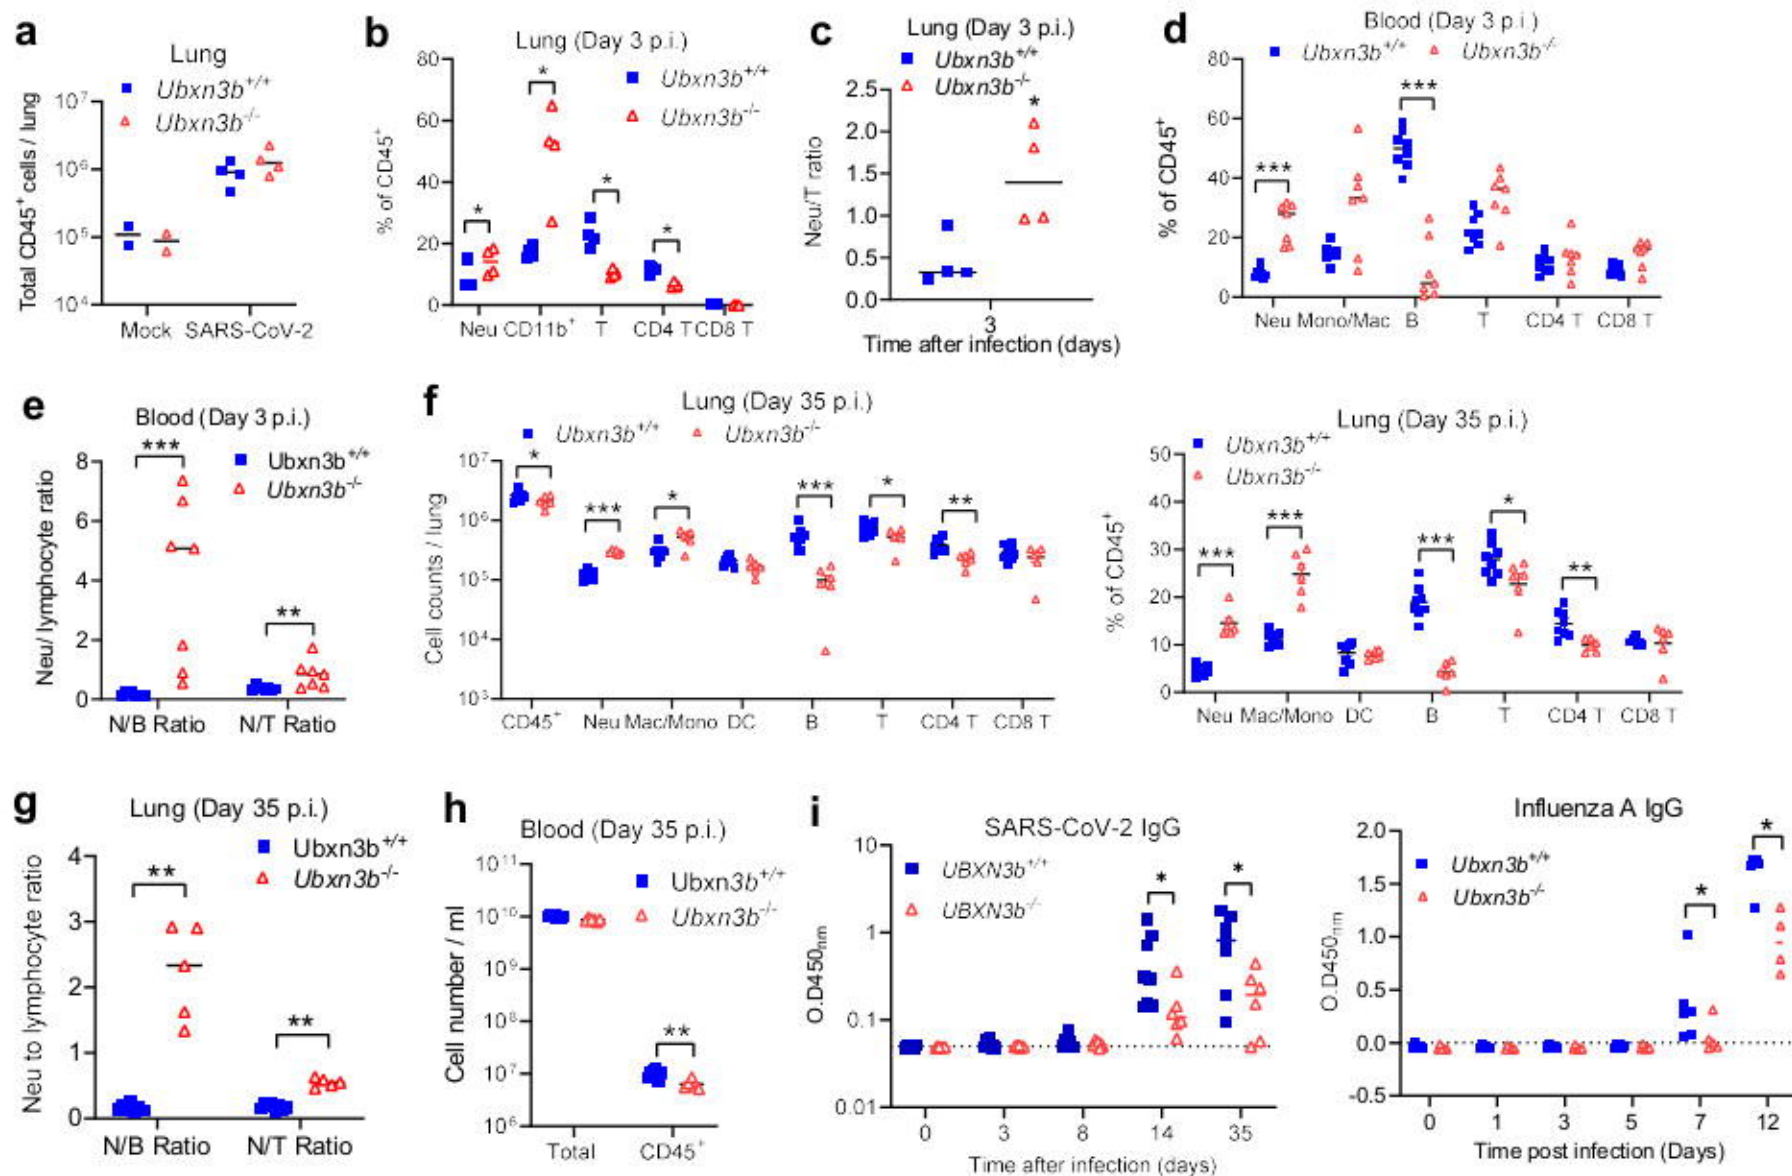 a
Lung
Ubxn3b+/+
Ubxn3b-/-
Total CD45+ cells / lung
10^7
10^6
10^5
10^4
Mock SARS-CoV-2
b
Lung (Day 3 p.i.)
Ubxn3b+/+
Ubxn3b-/-
% of CD45+
80
60
40
20
0
* * * *
Neu CD11b+ T CD4 T CD8 T
c
Lung (Day 3 p.i.)
Ubxn3b+/+
Ubxn3b-/-
Neu/T ratio
2.5
2.0
1.5
1.0
0.5
0.0
*
3
Time after infection (days)
d
Blood (Day 3 p.i.)
Ubxn3b+/+ Ubxn3b-/-
% of CD45+
80
60
40
20
0
*** ***
Neu Mono/Mac B T CD4 T CD8 T
e
Blood (Day 3 p.i.)
Ubxn3b+/+
Ubxn3b-/-
Neu/ lymphocyte ratio
8
6
4
2
0
*** **
N/B Ratio N/T Ratio
f
Lung (Day 35 p.i.)
Ubxn3b+/+ Ubxn3b-/-
Cell counts / lung
10^7
10^6
10^5
10^4
10^3
* *** * *** * **
CD45+ Neu Mac/Mono DC B T CD4 T CD8 T
Lung (Day 35 p.i.)
Ubxn3b+/+
Ubxn3b-/-
% of CD45+
50
40
30
20
10
0
*** *** *** * **
Neu Mac/Mono DC B T CD4 T CD8 T
g
Lung (Day 35 p.i.)
Ubxn3b+/+
Ubxn3b-/-
Neu to lymphocyte ratio
4
3
2
1
0
** **
N/B Ratio N/T Ratio
h
Blood (Day 35 p.i.)
Ubxn3b+/+
Ubxn3b-/-
Cell number / ml
10^11
10^10
10^9
10^8
10^7
10^6
**
Total CD45+
i
SARS-CoV-2 IgG
UBXN3b+/+
UBXN3b-/-
O.D450nm
10
1
0.1
0.01
* *
0 3 8 14 35
Time after infection (days)
Influenza A IgG
Ubxn3b+/+
Ubxn3b-/-
O.D450nm
2.0
1.5
1.0
0.5
0.0
-0.5
* *
0 1 3 5 7 12
Time post infection (Days)